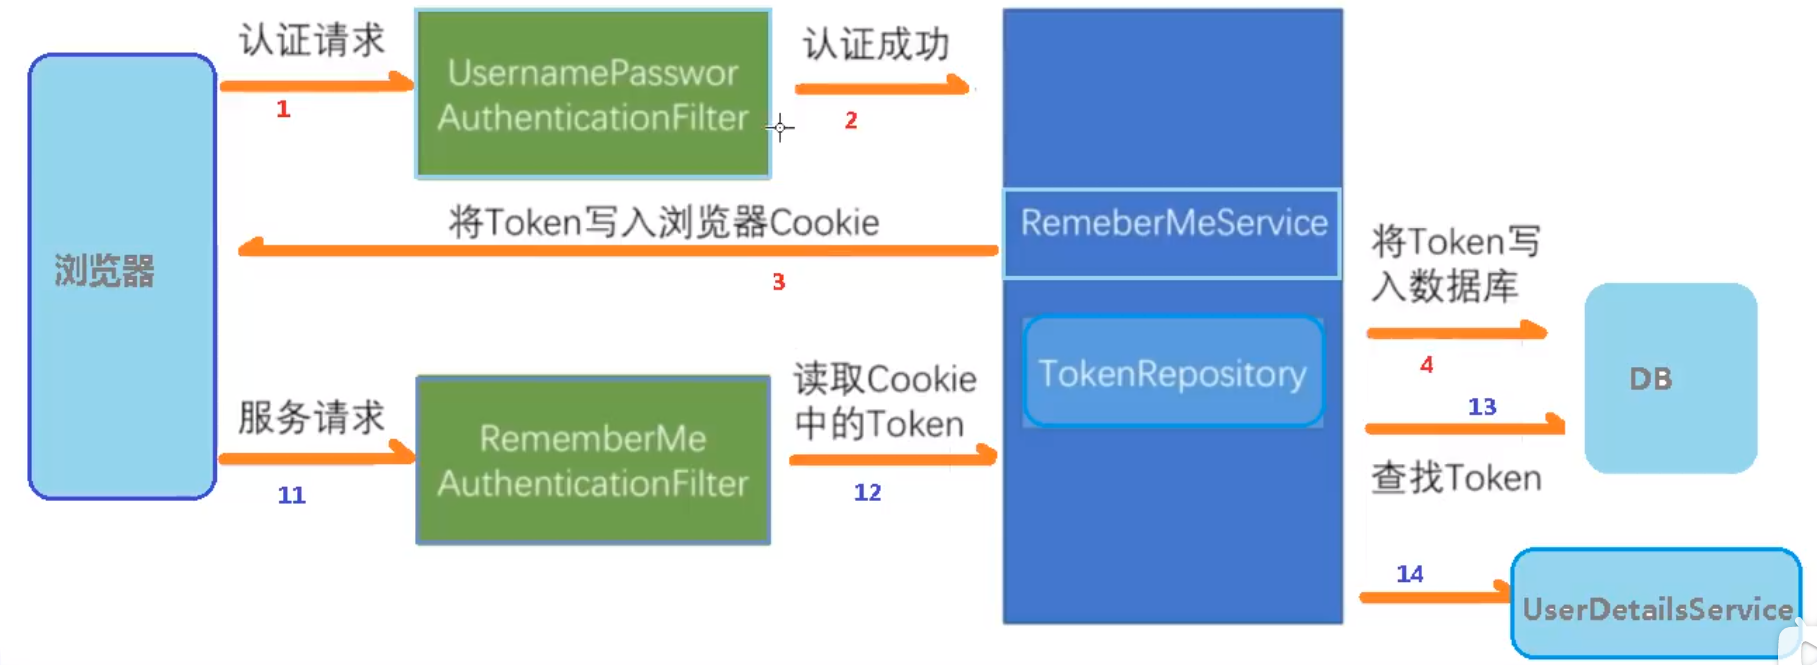 认证请求
1
UsernamePasswor
AuthenticationFilter
认证成功
2
将Token写入浏览器Cookie
3
浏览器
RemeberMeService
将Token写
入数据库
4
TokenRepository
DB
13
查找Token
服务请求
11
RememberMe
AuthenticationFilter
读取Cookie
中的Token
12
14
UserDetailsService